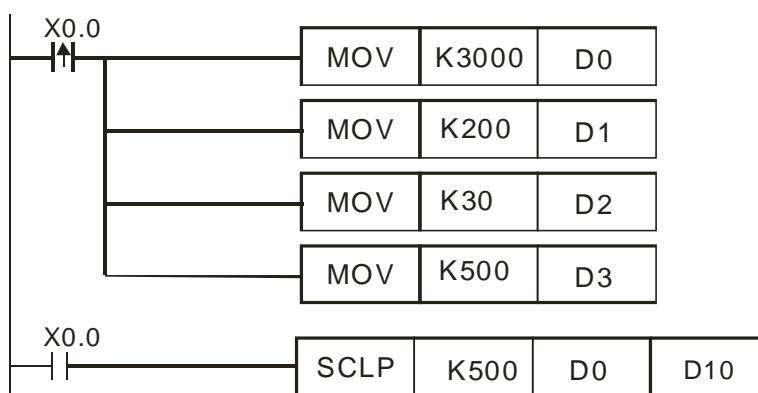 X0.0
MOV K3000 D0
MOV K200 D1
MOV K30 D2
MOV K500 D3
X0.0
SCLP K500 D0 D10